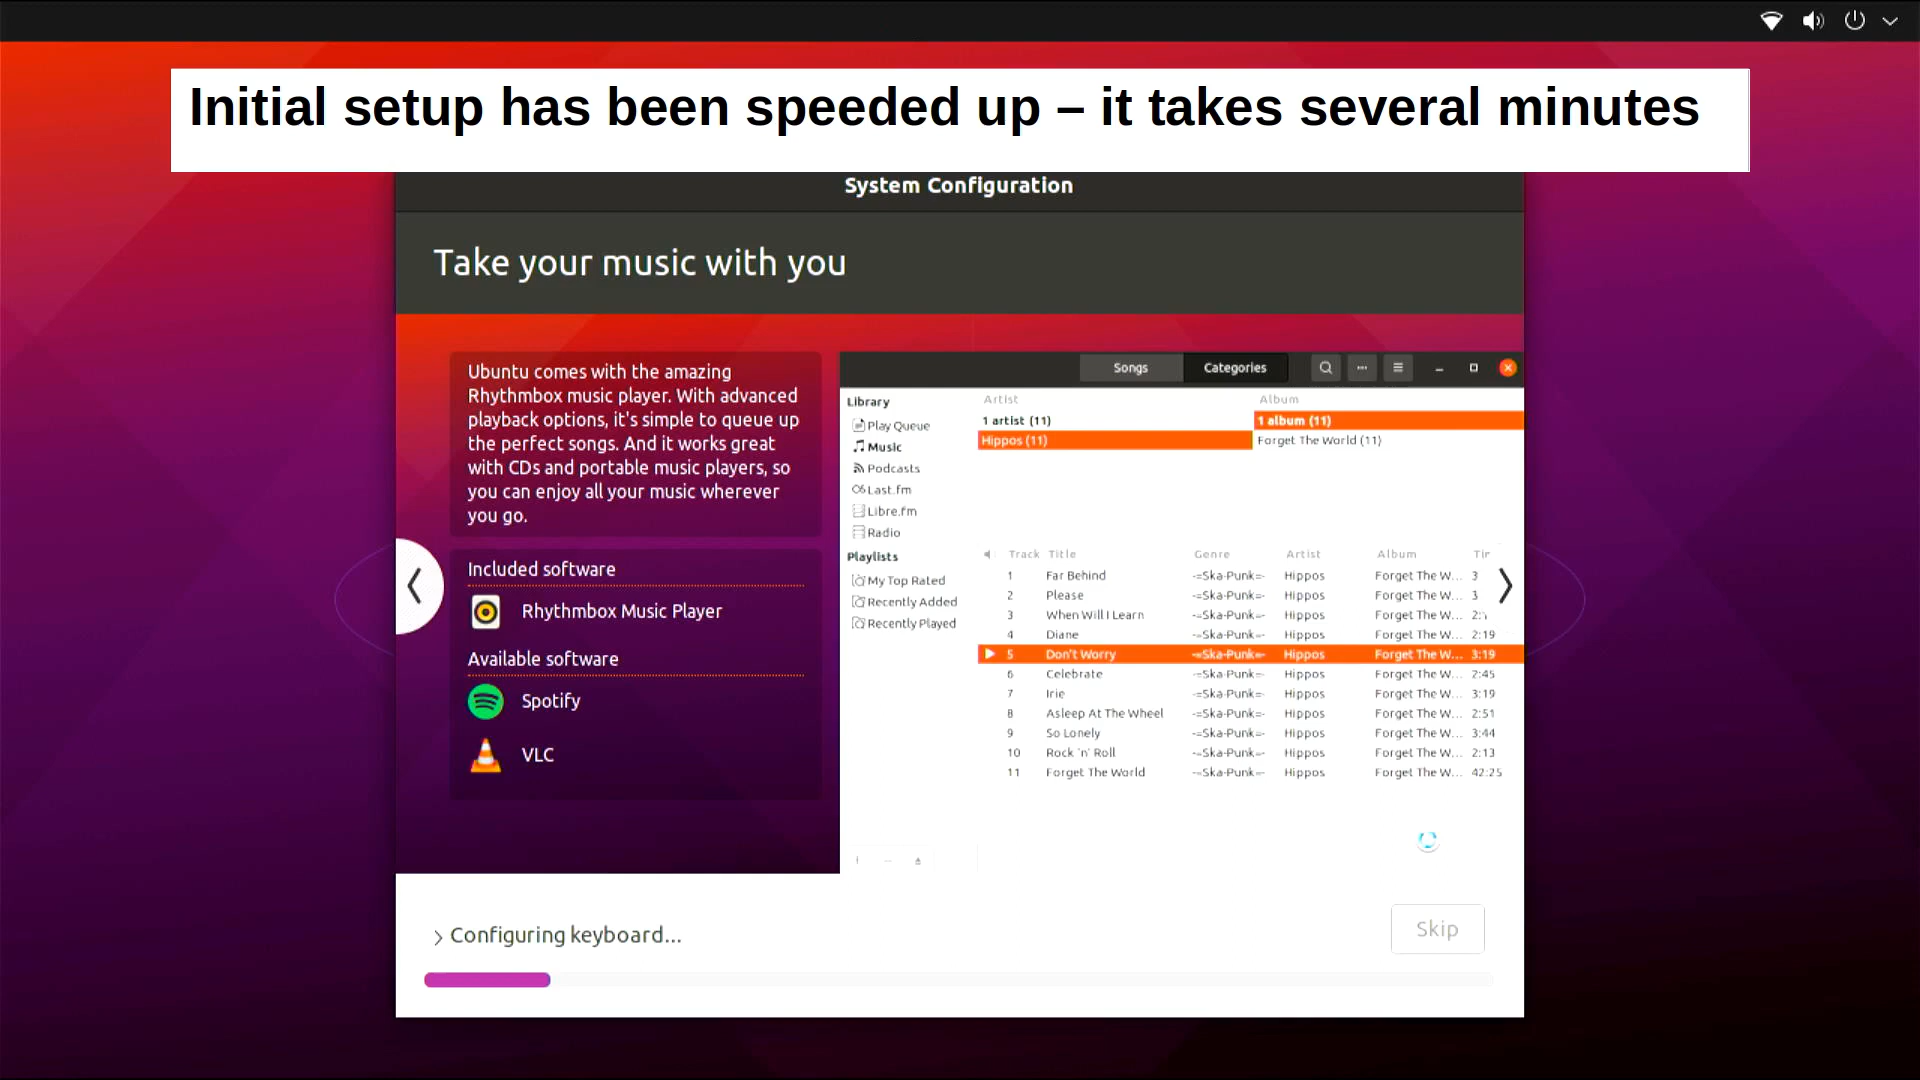 Initial setup has been speeded up – it takes several minutes
System Configuration
Take your music with you
Ubuntu comes with the amazing
Rhythmbox music player. With advanced
playback options, it's simple to queue up
the perfect songs. And it works great
with CDs and portable music players, so
you can enjoy all your music wherever
you go.
Included software
Rhythmbox Music Player
Available software
Spotify
VLC
Songs Categories
Library
Play Queue
Music
Podcasts
Last.fm
Libre.fm
Radio
Playlists
My Top Rated
Recently Added
Recently Played
Artist Album
1 artist (11) 1 album (11)
Hippos (11) Forget The World (11)
Track Title Genre Artist Album
1 Far Behind -=Ska-Punk=- Hippos Forget The W... 3
2 Please -=Ska-Punk=- Hippos Forget The W... 3
3 When Will I Learn -=Ska-Punk=- Hippos Forget The W...
4 Diane -=Ska-Punk=- Hippos Forget The W... 2:19
5 Don't Worry -=Ska-Punk=- Hippos Forget The W... 3:19
6 Celebrate -=Ska-Punk=- Hippos Forget The W... 2:45
7 Irie -=Ska-Punk=- Hippos Forget The W... 3:19
8 Asleep At The Wheel -=Ska-Punk=- Hippos Forget The W... 2:51
9 So Lonely -=Ska-Punk=- Hippos Forget The W... 3:44
10 Rock 'n' Roll -=Ska-Punk=- Hippos Forget The W... 2:13
11 Forget The World -=Ska-Punk=- Hippos Forget The W... 42:25
Configuring keyboard...
Skip